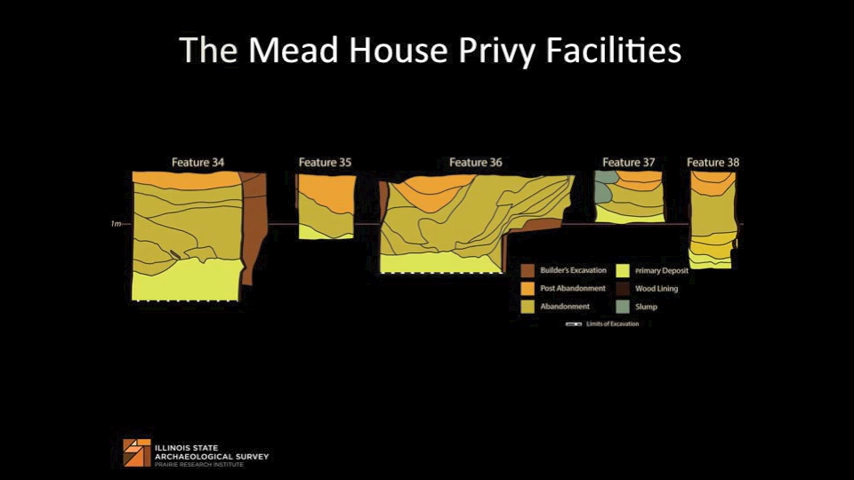 The Mead House Privy Facilities
Feature 34
Feature 35
Feature 36
Feature 37
Feature 38
1m
Builder's Excavation
Primary Deposit
Post Abandonment
Wood Lining
Abandonment
Slump
Limits of Excavation
ILLINOIS STATE
ARCHAEOLOGICAL SURVEY
PRAIRIE RESEARCH INSTITUTE